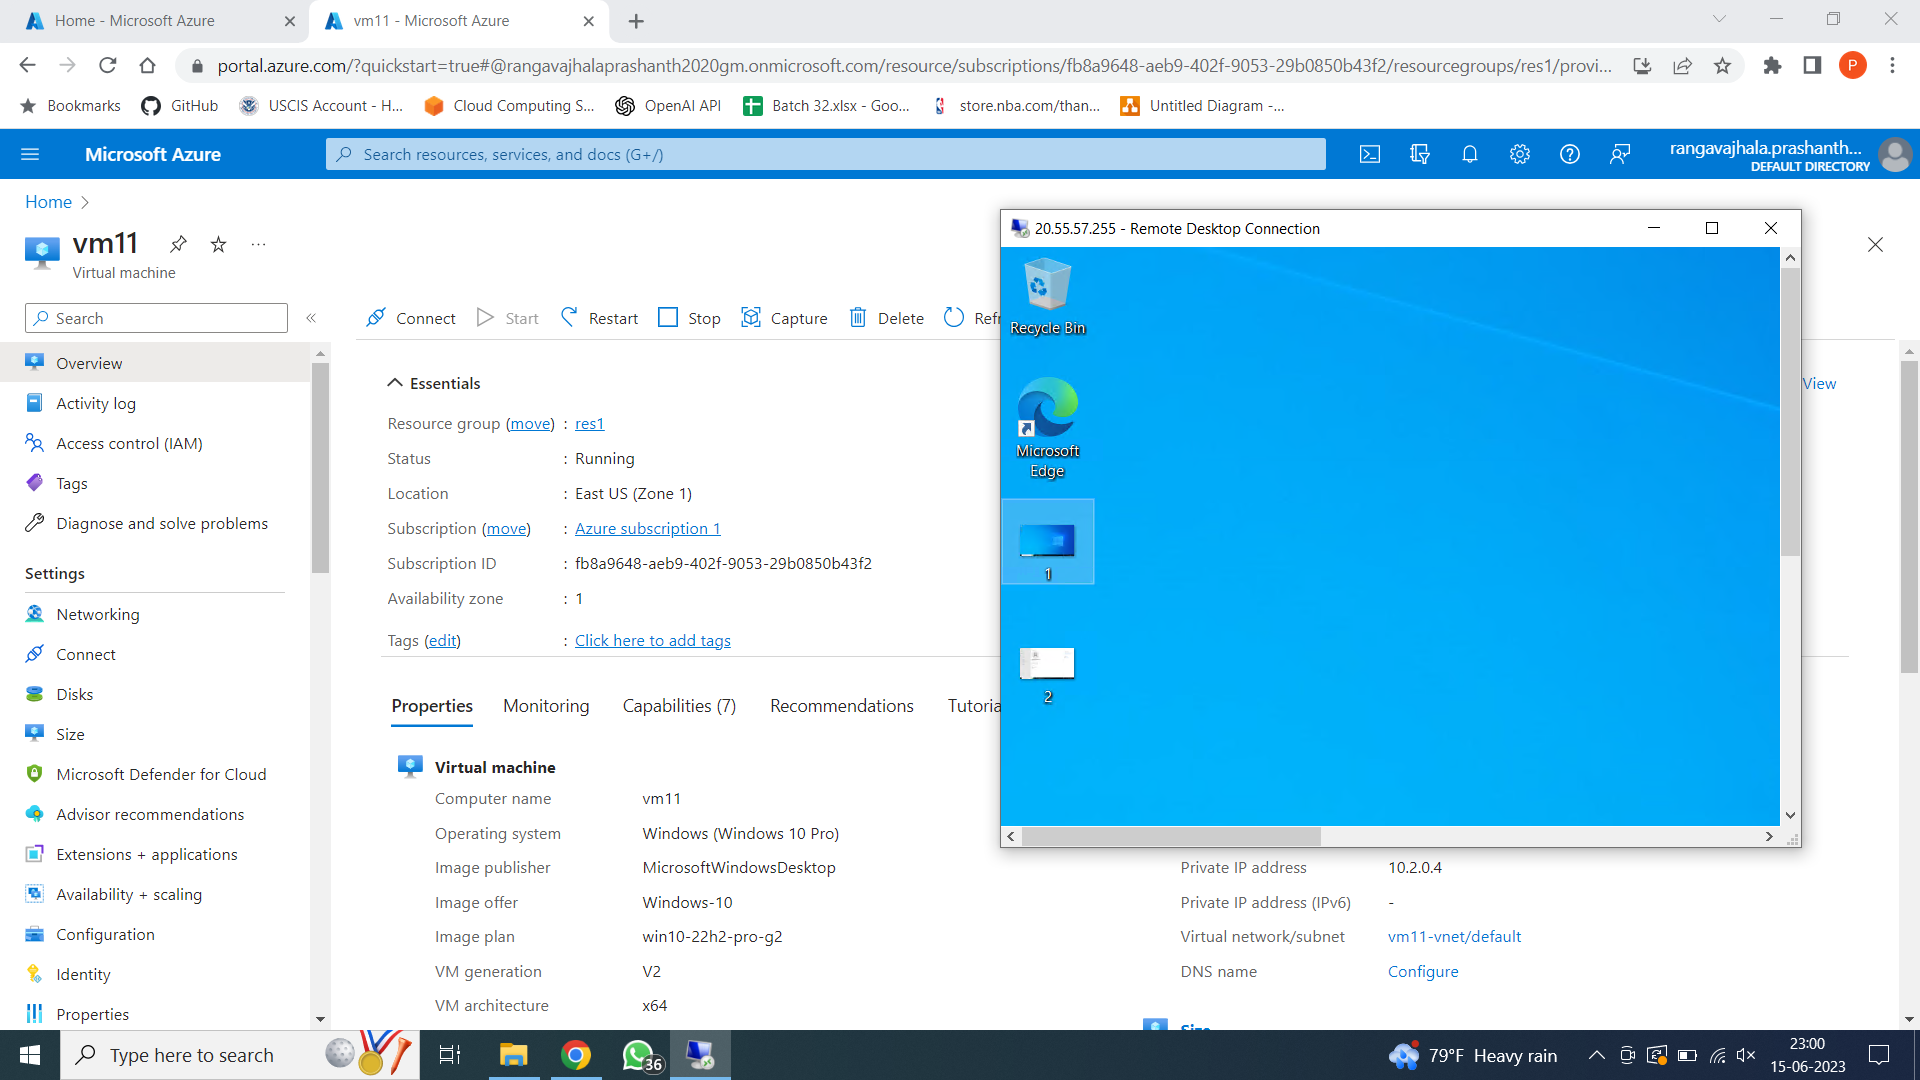 Home - Microsoft Azure
vm11 - Microsoft Azure
portal.azure.com/?quickstart=true#@rangavajhalaprashanth2020gm.onmicrosoft.com/resource/subscriptions/fb8a9648-aeb9-402f-9053-29b0850b43f2/resourcegroups/res1/provi...
P
Bookmarks
GitHub
USCIS Account - H...
Cloud Computing S...
OpenAI API
Batch 32.xlsx - Goo...
store.nba.com/than...
Untitled Diagram -...
Microsoft Azure
Search resources, services, and docs (G+/)
rangavajhala.prashanth...
DEFAULT DIRECTORY
Home
vm11
Virtual machine
Search
Overview
Activity log
Access control (IAM)
Tags
Diagnose and solve problems
Settings
Networking
Connect
Disks
Size
Microsoft Defender for Cloud
Advisor recommendations
Extensions + applications
Availability + scaling
Configuration
Identity
Properties
Connect
Start
Restart
Stop
Capture
Delete
Refr
Essentials
View
Resource group (move) : res1
Status : Running
Location : East US (Zone 1)
Subscription (move) : Azure subscription 1
Subscription ID : fb8a9648-aeb9-402f-9053-29b0850b43f2
Availability zone : 1
Tags (edit) : Click here to add tags
Properties
Monitoring
Capabilities (7)
Recommendations
Tutoria
Virtual machine
Computer name vm11
Operating system Windows (Windows 10 Pro)
Image publisher MicrosoftWindowsDesktop
Image offer Windows-10
Image plan win10-22h2-pro-g2
VM generation V2
VM architecture x64
20.55.57.255 - Remote Desktop Connection
Recycle Bin
Microsoft
Edge
1
2
Private IP address 10.2.0.4
Private IP address (IPv6) -
Virtual network/subnet vm11-vnet/default
DNS name Configure
Size
Type here to search
36
79°F Heavy rain
23:00
15-06-2023